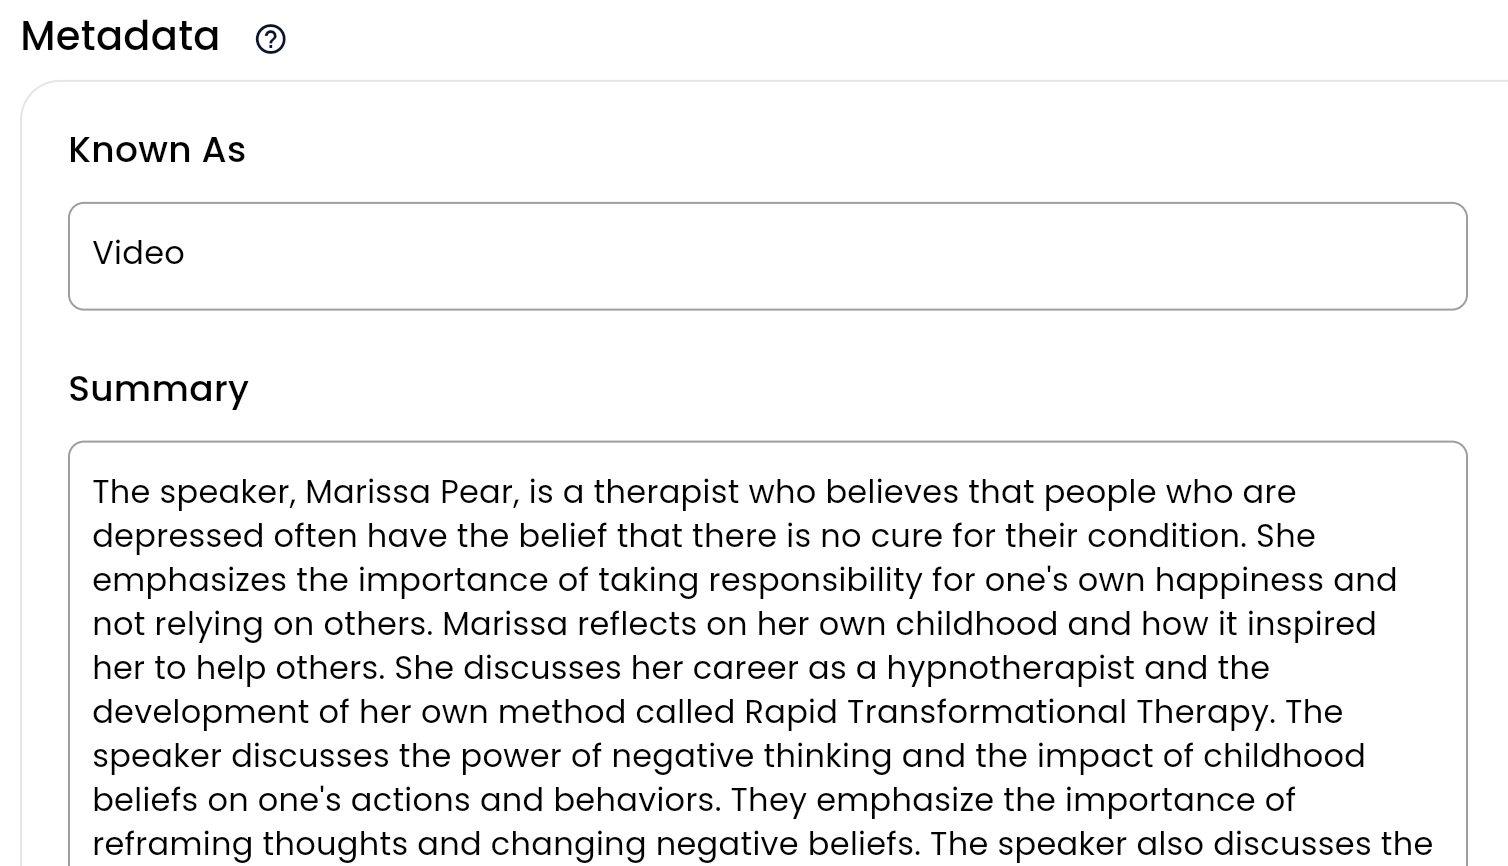 Metadata
Known As
Video
Summary
The speaker, Marissa Pear, is a therapist who believes that people who are
depressed often have the belief that there is no cure for their condition. She
emphasizes the importance of taking responsibility for one's own happiness and
not relying on others. Marissa reflects on her own childhood and how it inspired
her to help others. She discusses her career as a hypnotherapist and the
development of her own method called Rapid Transformational Therapy. The
speaker discusses the power of negative thinking and the impact of childhood
beliefs on one's actions and behaviors. They emphasize the importance of
reframing thoughts and changing negative beliefs. The speaker also discusses the